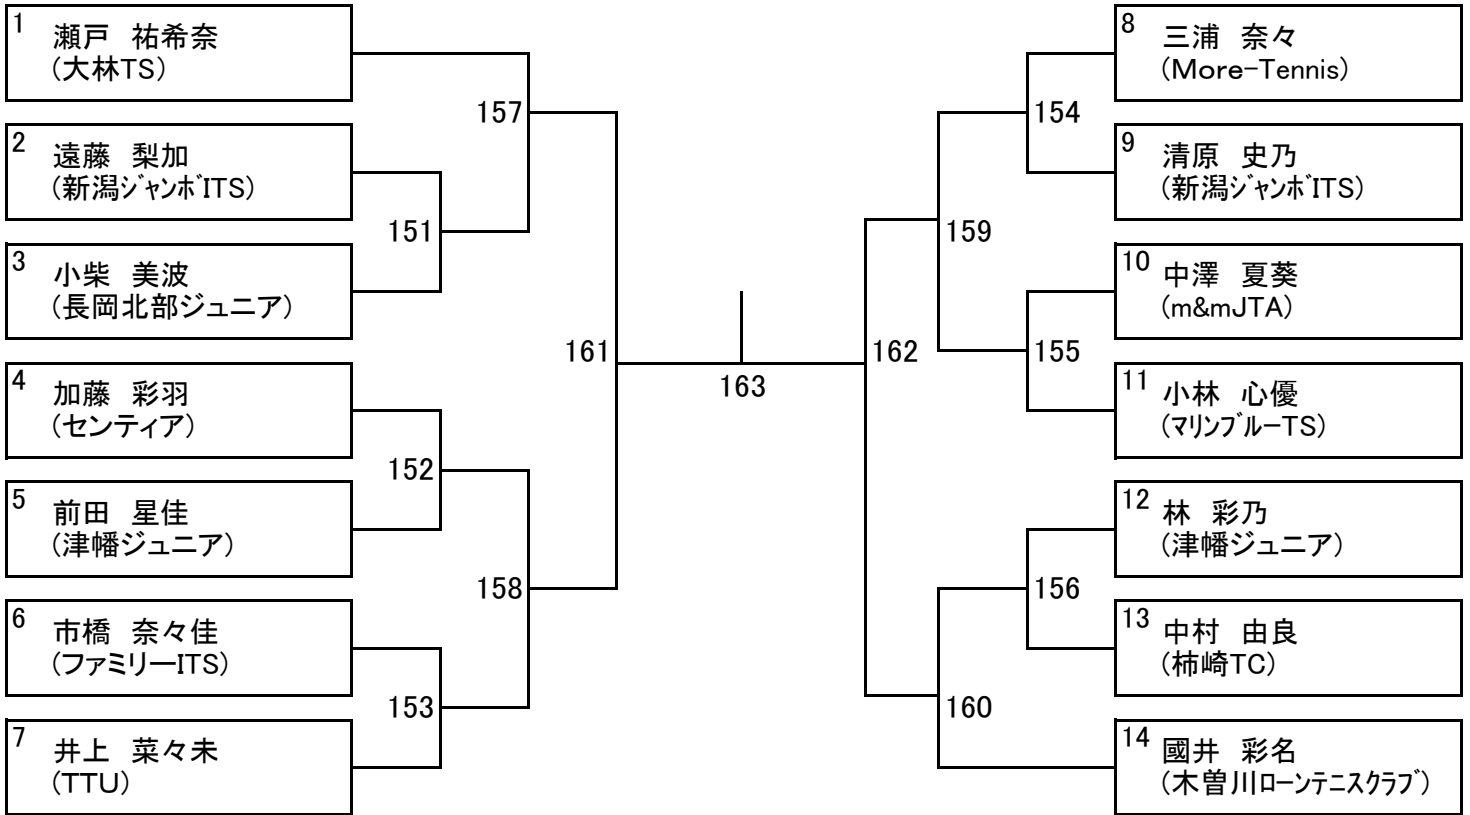 1
瀬戸　祐希奈
(大林TS)
2
遠藤　梨加
(新潟ｼﾞｬﾝﾎﾞITS)
3
小柴　美波
(長岡北部ジュニア)
4
加藤　彩羽
(センティア)
5
前田　星佳
(津幡ジュニア)
6
市橋　奈々佳
(ファミリーITS)
7
井上　菜々未
(TTU)
151
152
153
157
158
161
163
162
159
160
154
155
156
8
三浦　奈々
(More-Tennis)
9
清原　史乃
(新潟ｼﾞｬﾝﾎﾞITS)
10
中澤　夏葵
(m&mJTA)
11
小林　心優
(ﾏﾘﾝﾌﾞﾙｰTS)
12
林　彩乃
(津幡ジュニア)
13
中村　由良
(柿崎TC)
14
國井　彩名
(木曽川ﾛｰﾝﾃﾆｽｸﾗﾌﾞ)